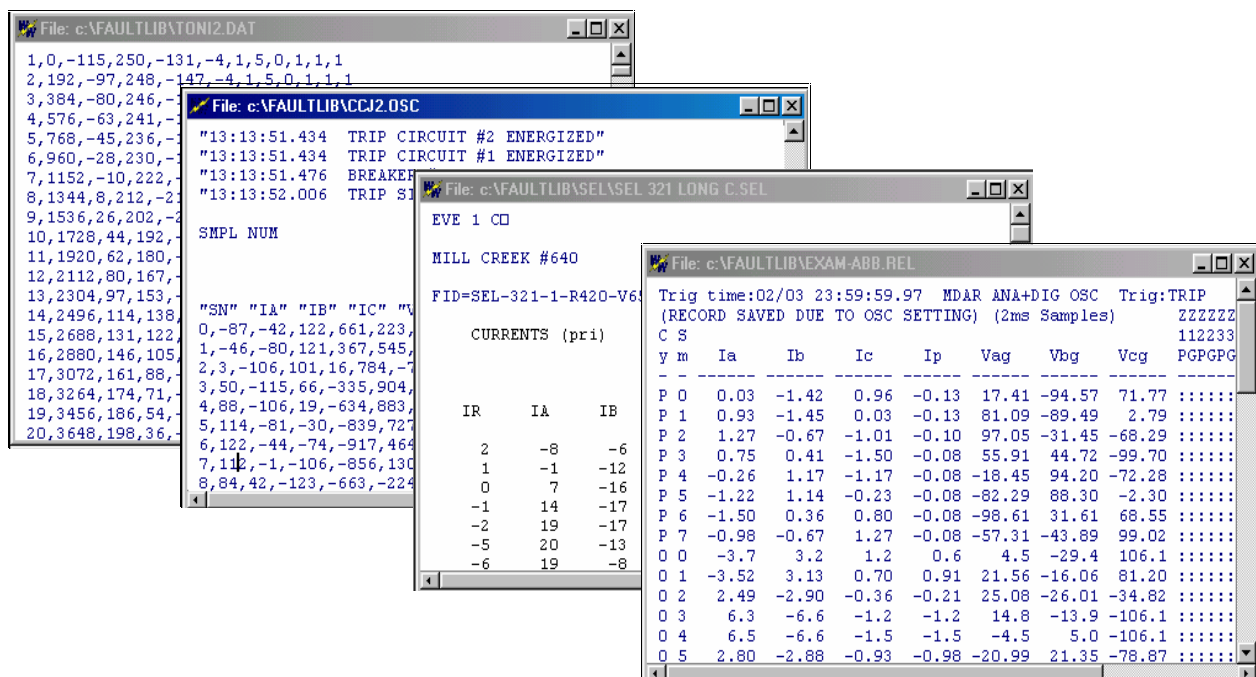 File: c:\FAULTLIB\TONI2.DAT
1,0,-115,250,-131,-4,1,5,0,1,1,1
2,192,-97,248,-147,-4,1,5,0,1,1,1
3,384,-80,246,-1
4,576,-63,241,-1
5,768,-45,236,-1
6,960,-28,230,-1
7,1152,-10,222,-
8,1344,8,212,-21
9,1536,26,202,-2
10,1728,44,192,-
11,1920,62,180,-
12,2112,80,167,-
13,2304,97,153,-
14,2496,114,138,
15,2688,131,122,
16,2880,146,105,
17,3072,161,88,-
18,3264,174,71,-
19,3456,186,54,-
20,3648,198,36,-
File: c:\FAULTLIB\CCJ2.OSC
"13:13:51.434 TRIP CIRCUIT #2 ENERGIZED"
"13:13:51.434 TRIP CIRCUIT #1 ENERGIZED"
"13:13:51.476 BREAKER
"13:13:52.006 TRIP SI
SMPL NUM
"SN" "IA" "IB" "IC" "V
0,-87,-42,122,661,223,
1,-46,-80,121,367,545,
2,3,-106,101,16,784,-7
3,50,-115,66,-335,904,
4,88,-106,19,-634,883,
5,114,-81,-30,-839,727
6,122,-44,-74,-917,464
7,112,-1,-106,-856,130
8,84,42,-123,-663,-224
File: c:\FAULTLIB\SEL\SEL 321 LONG C.SEL
EVE 1 C
MILL CREEK #640
FID=SEL-321-1-R420-V65
CURRENTS (pri)
IR IA IB
2 -8 -6
1 -1 -12
0 7 -16
-1 14 -17
-2 19 -17
-5 20 -13
-6 19 -8
File: c:\FAULTLIB\EXAM-ABB.REL
Trig time:02/03 23:59:59.97 MDAR ANA+DIG OSC Trig:TRIP
(RECORD SAVED DUE TO OSC SETTING) (2ms Samples) ZZZZZZ
C S 112233
y m Ia Ib Ic Ip Vag Vbg Vcg PGPGPG
- - ------ ------ ------ ------ ------ ------ ------ ------
P 0 0.03 -1.42 0.96 -0.13 17.41 -94.57 71.77 ::::::
P 1 0.93 -1.45 0.03 -0.13 81.09 -89.49 2.79 ::::::
P 2 1.27 -0.67 -1.01 -0.10 97.05 -31.45 -68.29 ::::::
P 3 0.75 0.41 -1.50 -0.08 55.91 44.72 -99.70 ::::::
P 4 -0.26 1.17 -1.17 -0.08 -18.45 94.20 -72.28 ::::::
P 5 -1.22 1.14 -0.23 -0.08 -82.29 88.30 -2.30 ::::::
P 6 -1.50 0.36 0.80 -0.08 -98.61 31.61 68.55 ::::::
P 7 -0.98 -0.67 1.27 -0.08 -57.31 -43.89 99.02 ::::::
0 0 -3.7 3.2 1.2 0.6 4.5 -29.4 106.1 ::::::
0 1 -3.52 3.13 0.70 0.91 21.56 -16.06 81.20 ::::::
0 2 2.49 -2.90 -0.36 -0.21 25.08 -26.01 -34.82 ::::::
0 3 6.3 -6.6 -1.2 -1.2 14.8 -13.9 -106.1 ::::::
0 4 6.5 -6.6 -1.5 -1.5 -4.5 5.0 -106.1 ::::::
0 5 2.80 -2.88 -0.93 -0.98 -20.99 21.35 -78.87 ::::::